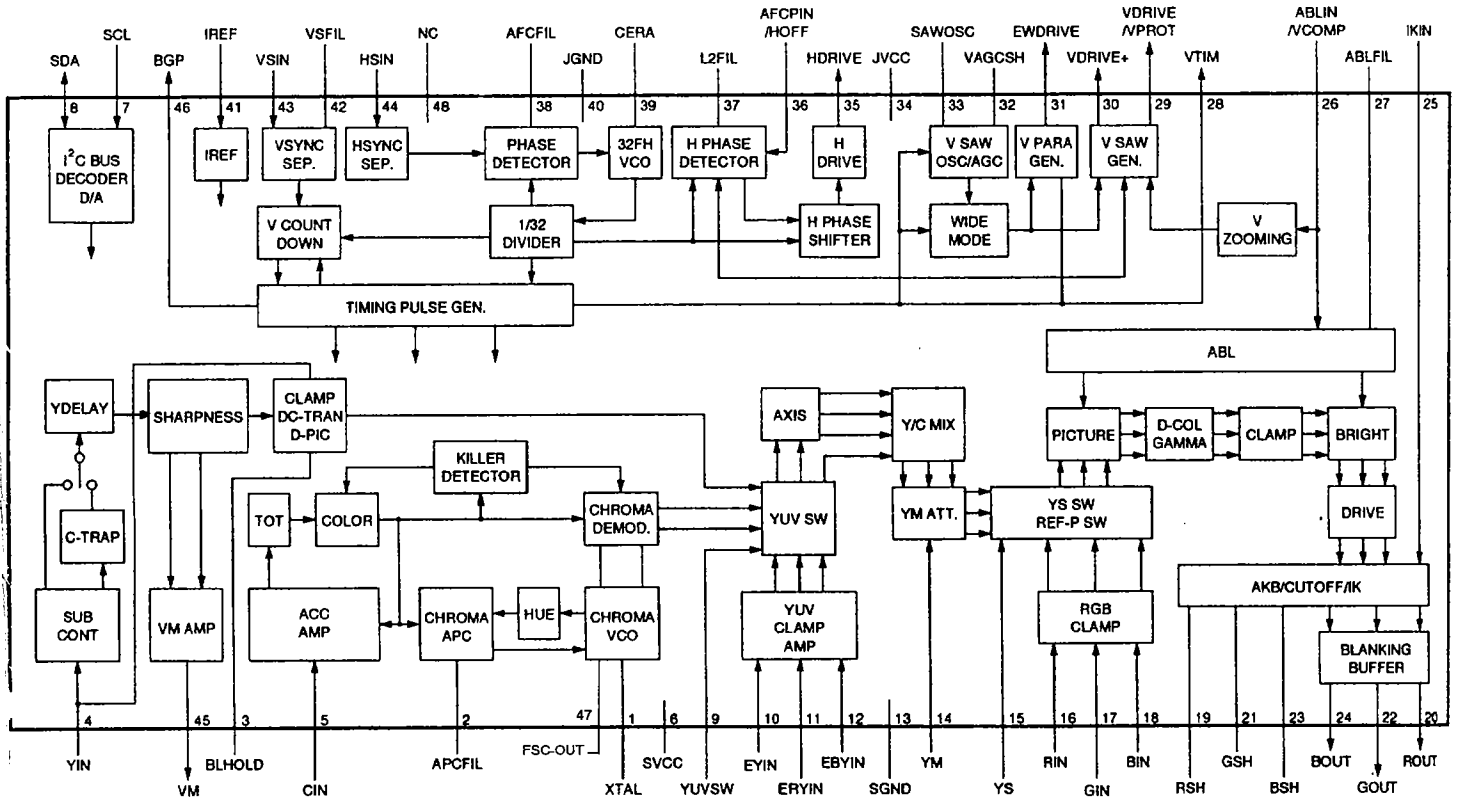 SDA
SCL
BGP
IREF
VSIN
VSFIL
HSIN
NC
AFCFIL
JGND
CERA
L2FIL
AFCPIN
/HOFF
HDRIVE
JVCC
SAWOSC
VAGCSH
EWDRIVE
VDRIVE+
VDRIVE
/VPROT
VTIM
ABLIN
/VCOMP
ABLFIL
IKIN
8
7
46
41
43
42
44
48
38
40
39
37
36
35
34
33
32
31
30
29
28
26
27
25
I²C BUS
DECODER
D/A
IREF
VSYNC
SEP.
HSYNC
SEP.
PHASE
DETECTOR
32FH
VCO
H PHASE
DETECTOR
H
DRIVE
V SAW
OSC/AGC
V PARA
GEN.
V SAW
GEN.
V COUNT
DOWN
1/32
DIVIDER
H PHASE
SHIFTER
WIDE
MODE
V
ZOOMING
TIMING PULSE GEN.
ABL
YDELAY
SHARPNESS
CLAMP
DC-TRAN
D-PIC
AXIS
Y/C MIX
PICTURE
D-COL
GAMMA
CLAMP
BRIGHT
KILLER
DETECTOR
C-TRAP
TOT
COLOR
CHROMA
DEMOD.
YUV SW
YM ATT.
YS SW
REF-P SW
DRIVE
SUB
CONT
VM AMP
ACC
AMP
CHROMA
APC
HUE
CHROMA
VCO
YUV
CLAMP
AMP
RGB
CLAMP
AKB/CUTOFF/IK
BLANKING
BUFFER
4
45
3
5
2
47
1
6
9
10
11
12
13
14
15
16
17
18
19
21
23
24
22
20
YIN
VM
BLHOLD
CIN
APCFIL
FSC-OUT
XTAL
SVCC
YUVSW
EYIN
ERYIN
EBYIN
SGND
YM
YS
RIN
GIN
BIN
RSH
GSH
BSH
BOUT
GOUT
ROUT